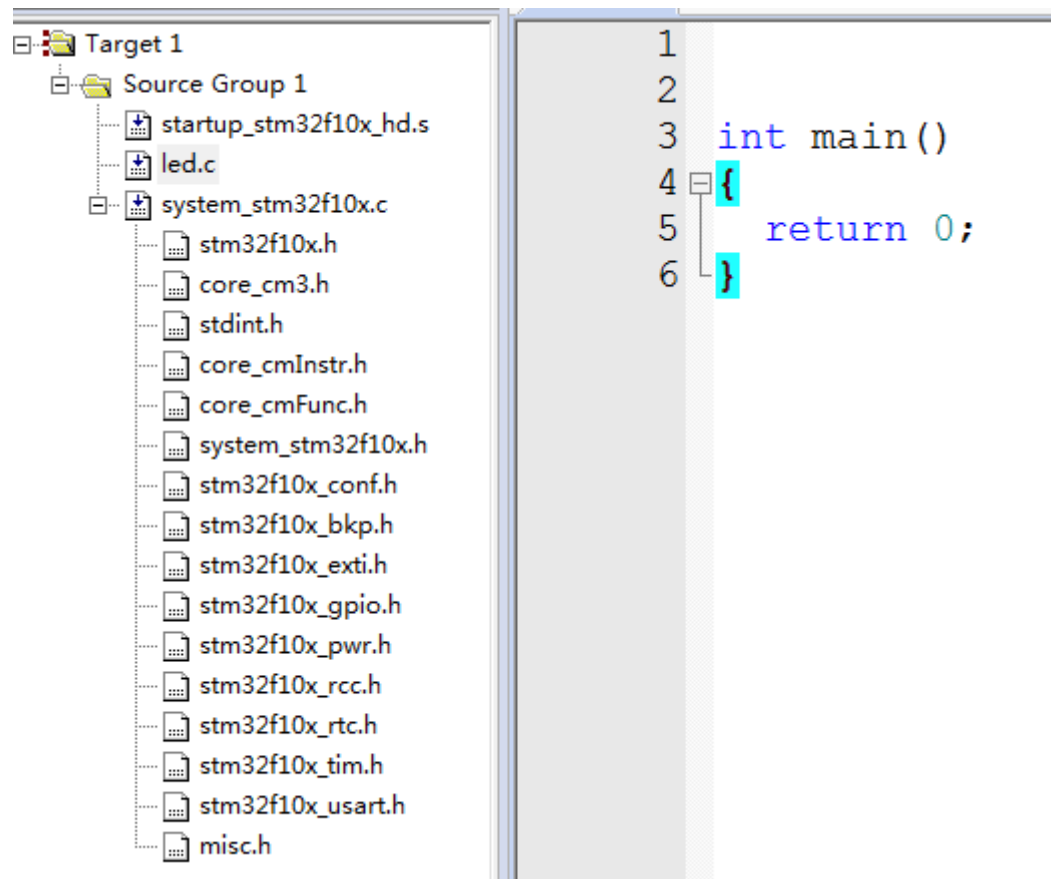 Target 1
Source Group 1
startup_stm32f10x_hd.s
led.c
system_stm32f10x.c
stm32f10x.h
core_cm3.h
stdint.h
core_cmInstr.h
core_cmFunc.h
system_stm32f10x.h
stm32f10x_conf.h
stm32f10x_bkp.h
stm32f10x_exti.h
stm32f10x_gpio.h
stm32f10x_pwr.h
stm32f10x_rcc.h
stm32f10x_rtc.h
stm32f10x_tim.h
stm32f10x_usart.h
misc.h
1
2
3 int main()
4 {
5 return 0;
6 }